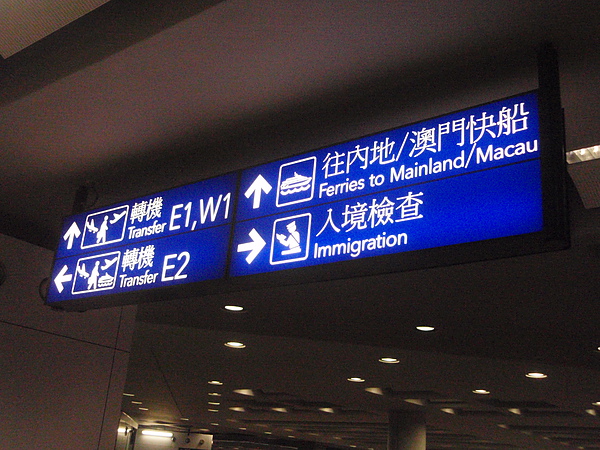 轉機
Transfer E1,W1
轉機
Transfer E2
往內地/澳門快船
Ferries to Mainland/Macau
入境檢查
Immigration